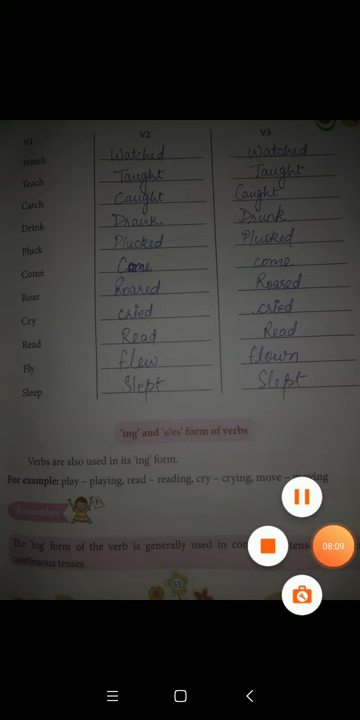 V1 V2 V3
Watch Watched Watched
Teach Taught Taught
Catch Caught Caught
Drink Drank Drunk
Pluck Plucked Plucked
Come Came come
Roar Roared Roared
Cry cried cried
Read Read Read
Fly flew flown
Sleep Slept Slept
'ing' and 's/es' form of verbs
Verbs are also used in its 'ing' form.
For example: play – playing, read – reading, cry – crying, move –
Remember
The 'ing' form of the verb is generally used in
continuous tenses.
53
08:09